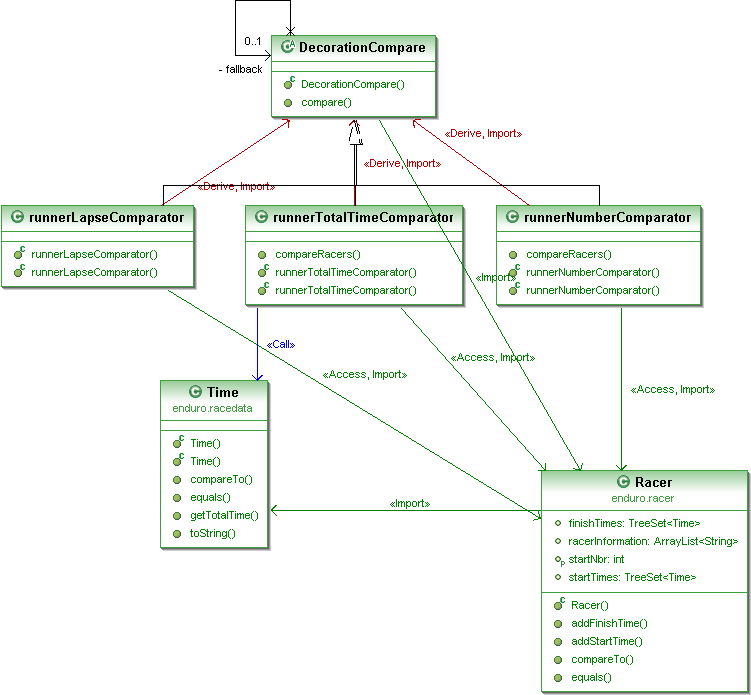 0..1
DecorationCompare
- fallback
DecorationCompare()
compare()
«Derive, Import»
«Derive, Import»
«Derive, Import»
runnerLapseComparator
runnerTotalTimeComparator
runnerNumberComparator
runnerLapseComparator()
runnerLapseComparator()
compareRacers()
runnerTotalTimeComparator()
runnerTotalTimeComparator()
compareRacers()
runnerNumberComparator()
runnerNumberComparator()
«Import»
«Call»
«Access, Import»
«Access, Import»
«Access, Import»
Time
enduro.racedata
Time()
Time()
compareTo()
equals()
getTotalTime()
toString()
«Import»
Racer
enduro.racer
finishTimes: TreeSet<Time>
racerInformation: ArrayList<String>
startNbr: int
startTimes: TreeSet<Time>
Racer()
addFinishTime()
addStartTime()
compareTo()
equals()